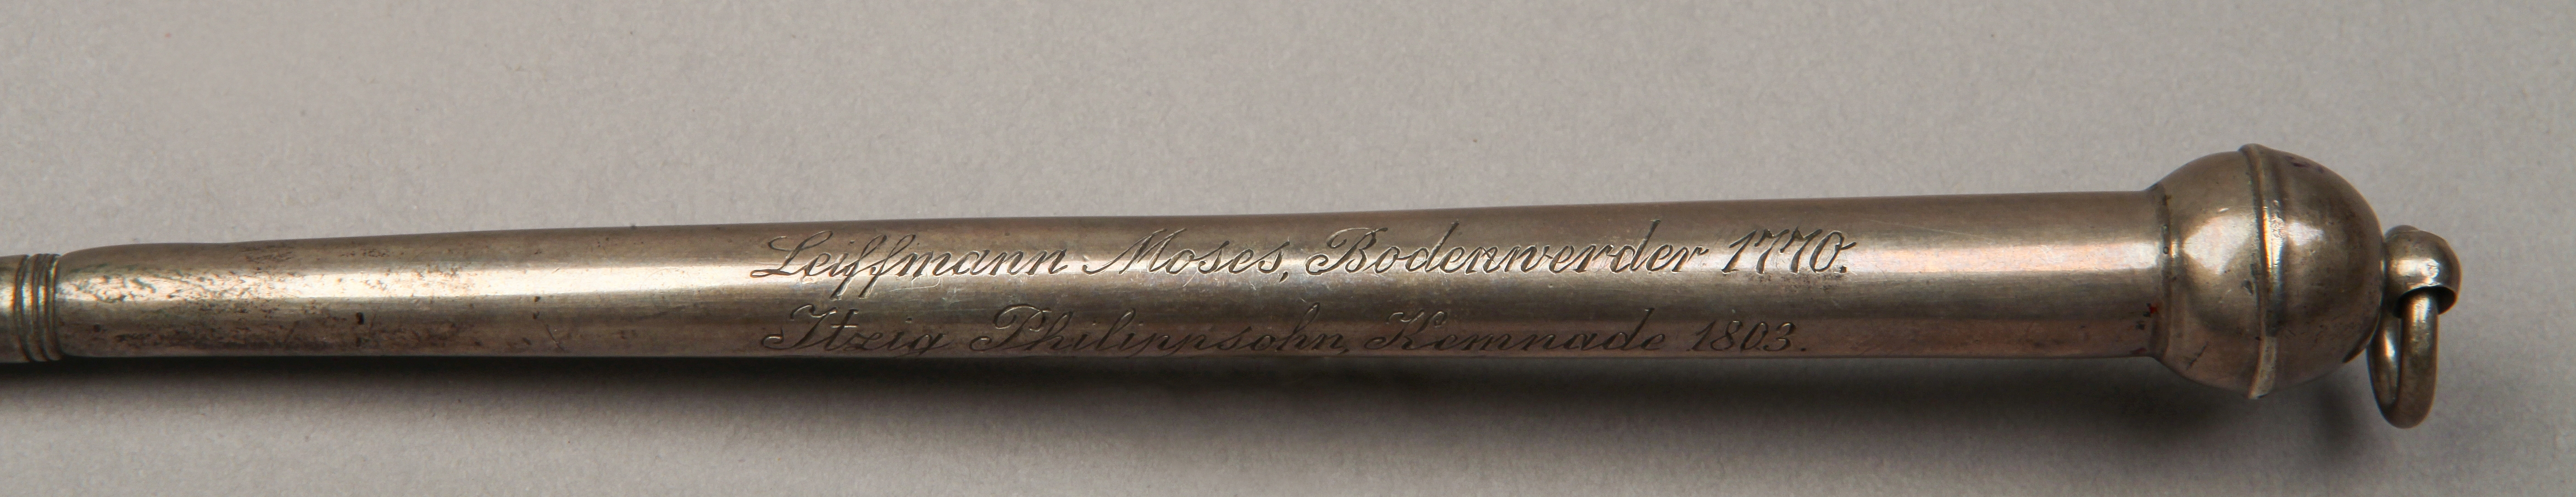 Leiffmann Moses, Bodenwerder 1770.
Itzig Philippsohn, Kemnade 1803.